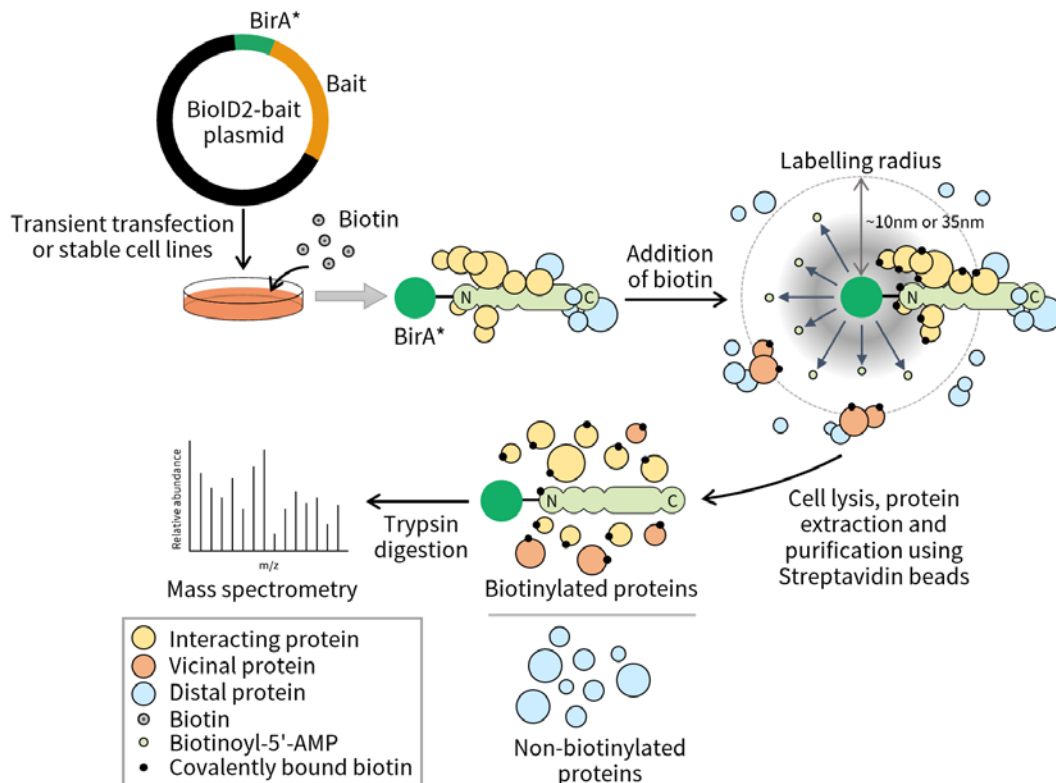 BirA*
Bait
BioID2-bait
plasmid
Transient transfection
or stable cell lines
Biotin
BirA*
N
C
Addition
of biotin
Labelling radius
~10nm or 35nm
N
C
Cell lysis, protein
extraction and
purification using
Streptavidin beads
N
C
Biotinylated proteins
Non-biotinylated
proteins
Trypsin
digestion
Relative abundance
m/z
Mass spectrometry
Interacting protein
Vicinal protein
Distal protein
Biotin
Biotinoyl-5'-AMP
Covalently bound biotin